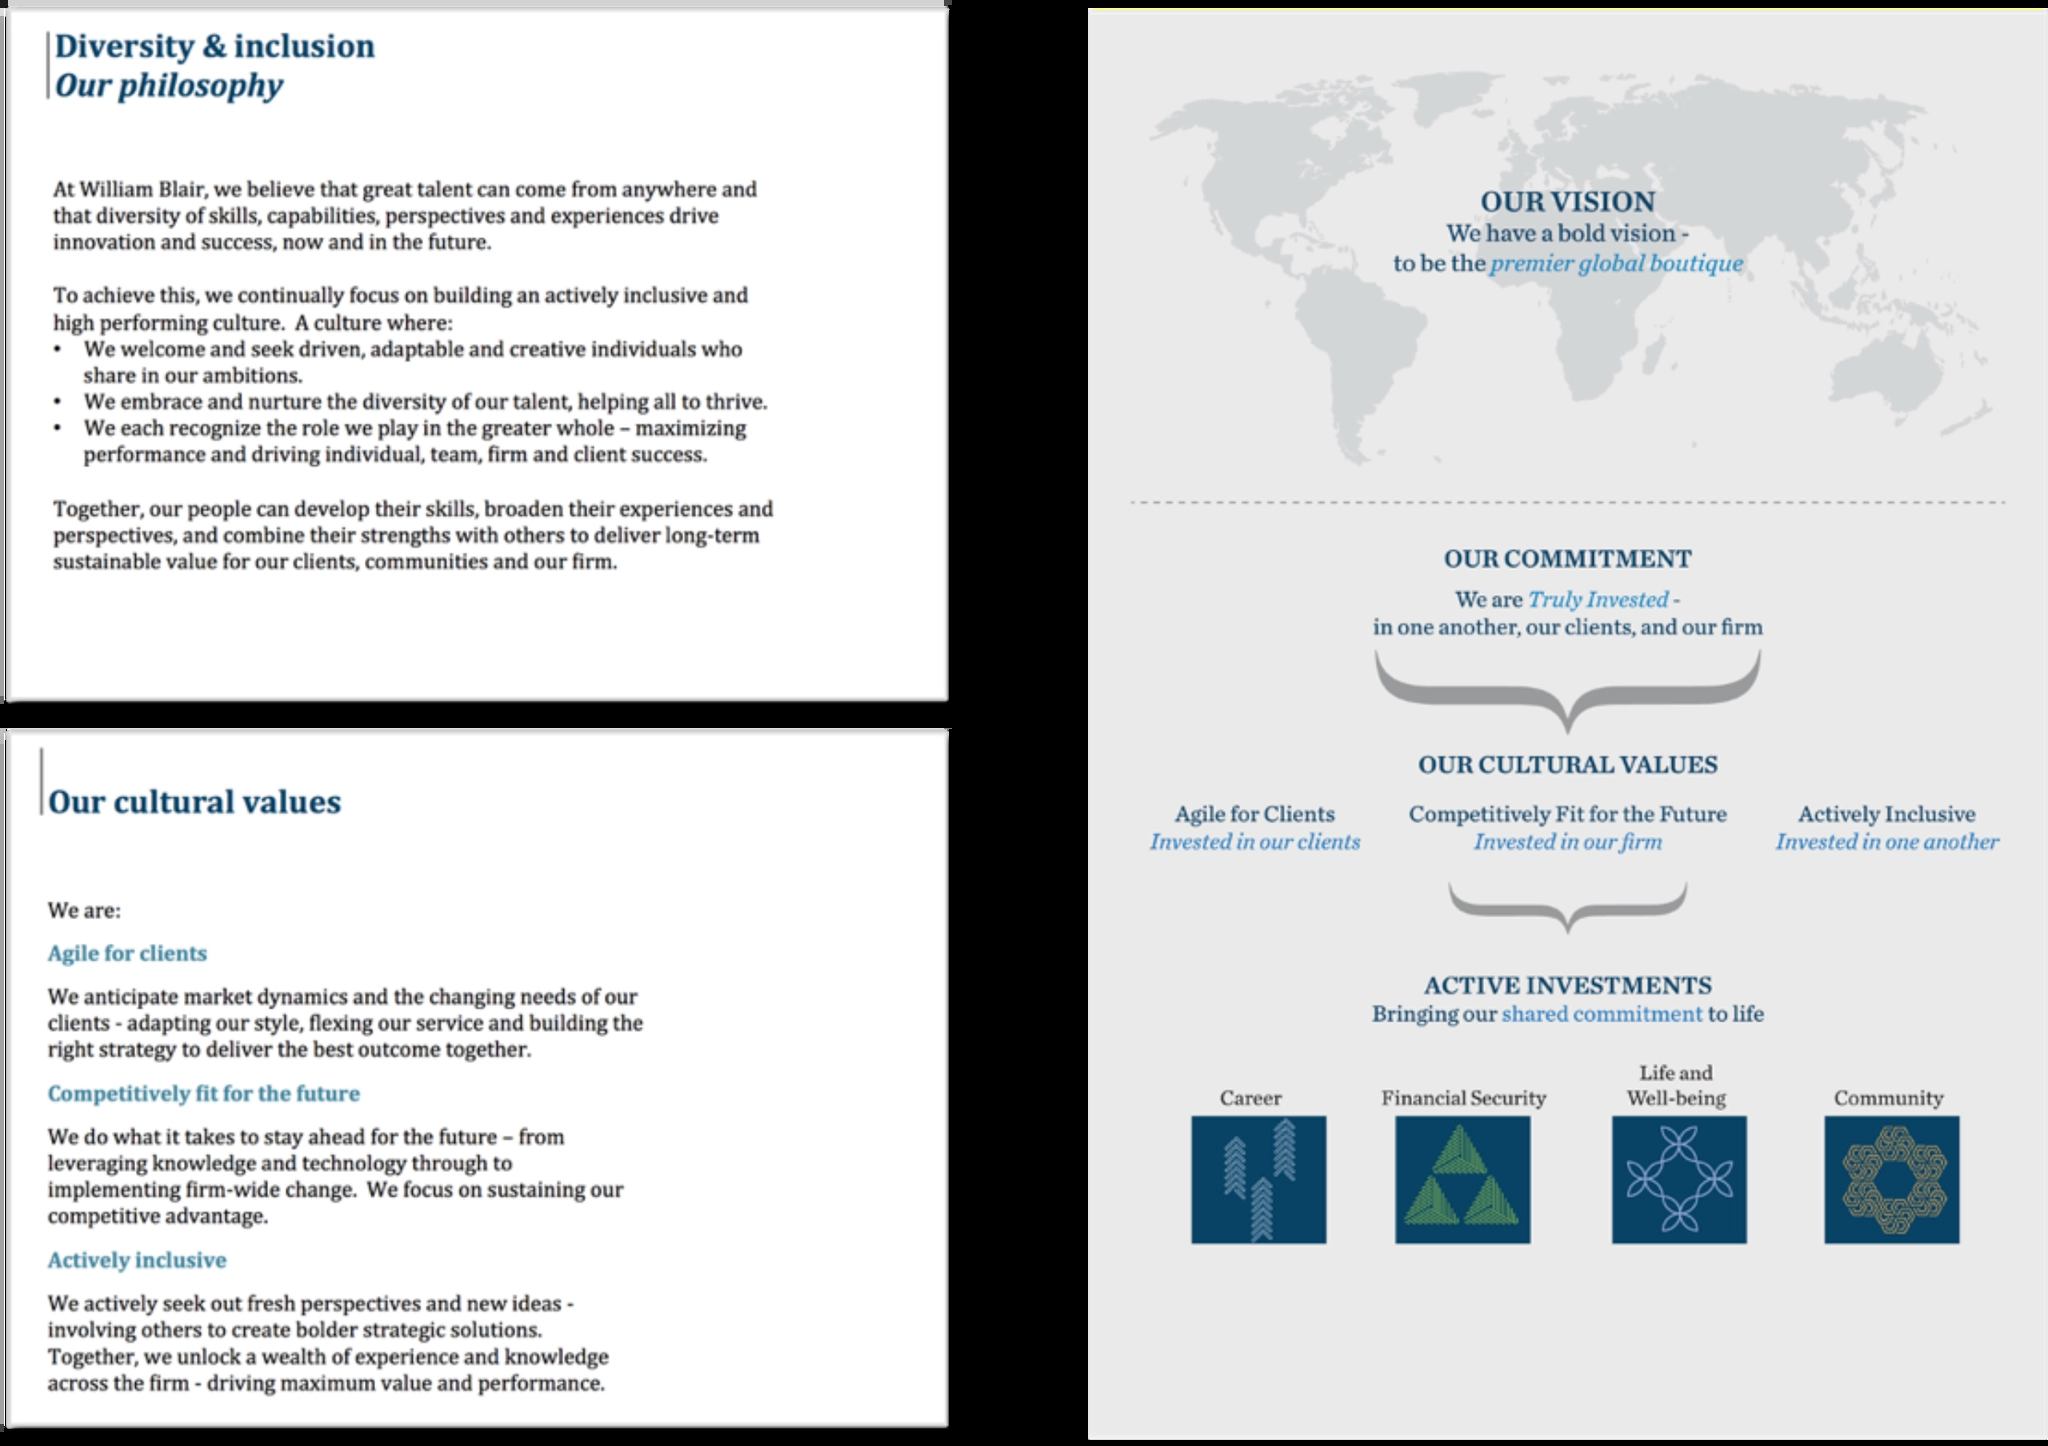 Diversity & inclusion
Our philosophy
At William Blair, we believe that great talent can come from anywhere and
that diversity of skills, capabilities, perspectives and experiences drive
innovation and success, now and in the future.
To achieve this, we continually focus on building an actively inclusive and
high performing culture.  A culture where:
• We welcome and seek driven, adaptable and creative individuals who
share in our ambitions.
• We embrace and nurture the diversity of our talent, helping all to thrive.
• We each recognize the role we play in the greater whole – maximizing
performance and driving individual, team, firm and client success.
Together, our people can develop their skills, broaden their experiences and
perspectives, and combine their strengths with others to deliver long-term
sustainable value for our clients, communities and our firm.
Our cultural values
We are:
Agile for clients
We anticipate market dynamics and the changing needs of our
clients - adapting our style, flexing our service and building the
right strategy to deliver the best outcome together.
Competitively fit for the future
We do what it takes to stay ahead for the future – from
leveraging knowledge and technology through to
implementing firm-wide change.  We focus on sustaining our
competitive advantage.
Actively inclusive
We actively seek out fresh perspectives and new ideas -
involving others to create bolder strategic solutions.
Together, we unlock a wealth of experience and knowledge
across the firm - driving maximum value and performance.
OUR VISION
We have a bold vision -
to be the premier global boutique
OUR COMMITMENT
We are Truly Invested -
in one another, our clients, and our firm
OUR CULTURAL VALUES
Agile for Clients
Invested in our clients
Competitively Fit for the Future
Invested in our firm
Actively Inclusive
Invested in one another
ACTIVE INVESTMENTS
Bringing our shared commitment to life
Career
Financial Security
Life and
Well-being
Community